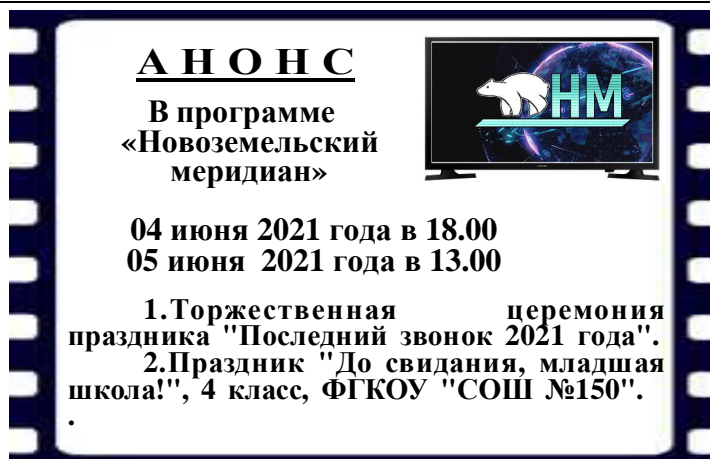 А Н О Н С
НМ
В программе
«Новоземельский
меридиан»
04 июня 2021 года в 18.00
05 июня 2021 года в 13.00
1.Торжественная церемония
праздника "Последний звонок 2021 года".
2.Праздник "До свидания, младшая
школа!", 4 класс, ФГКОУ "СОШ №150".
.